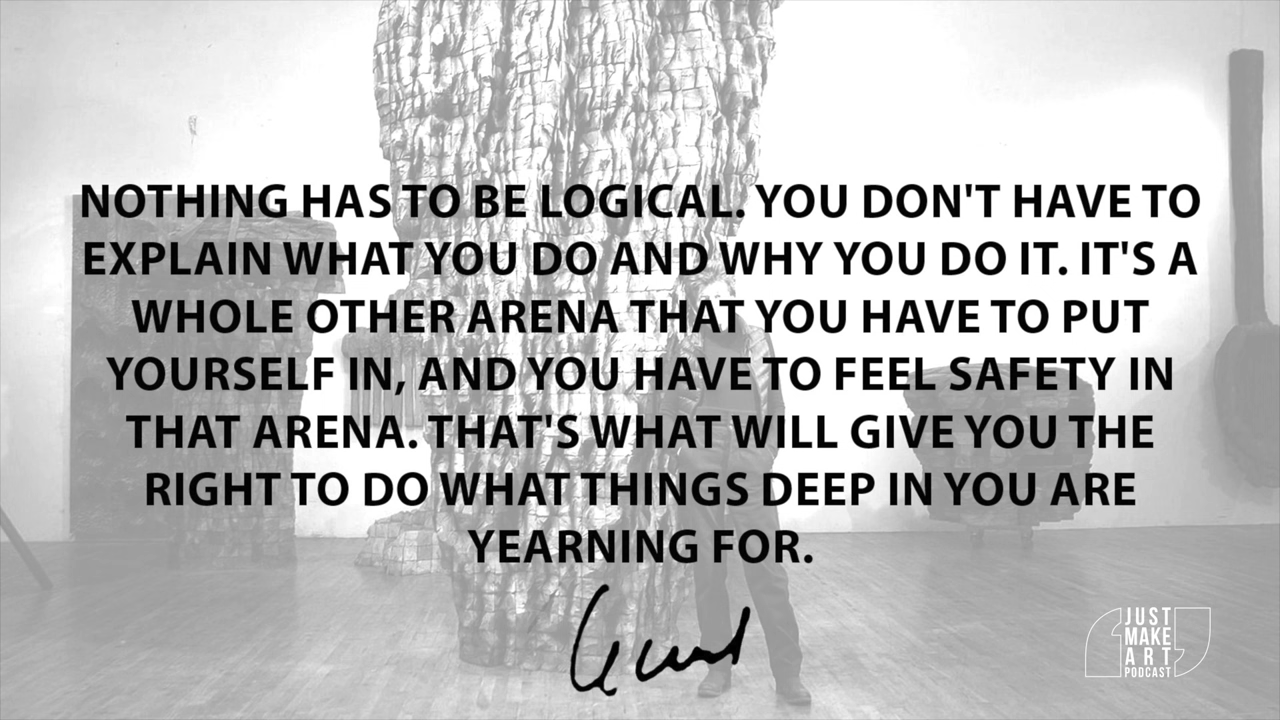 NOTHING HAS TO BE LOGICAL. YOU DON'T HAVE TO
EXPLAIN WHAT YOU DO AND WHY YOU DO IT. IT'S A
WHOLE OTHER ARENA THAT YOU HAVE TO PUT
YOURSELF IN, AND YOU HAVE TO FEEL SAFETY IN
THAT ARENA. THAT'S WHAT WILL GIVE YOU THE
RIGHT TO DO WHAT THINGS DEEP IN YOU ARE
YEARNING FOR.
JUST
MAKE
ART
PODCAST